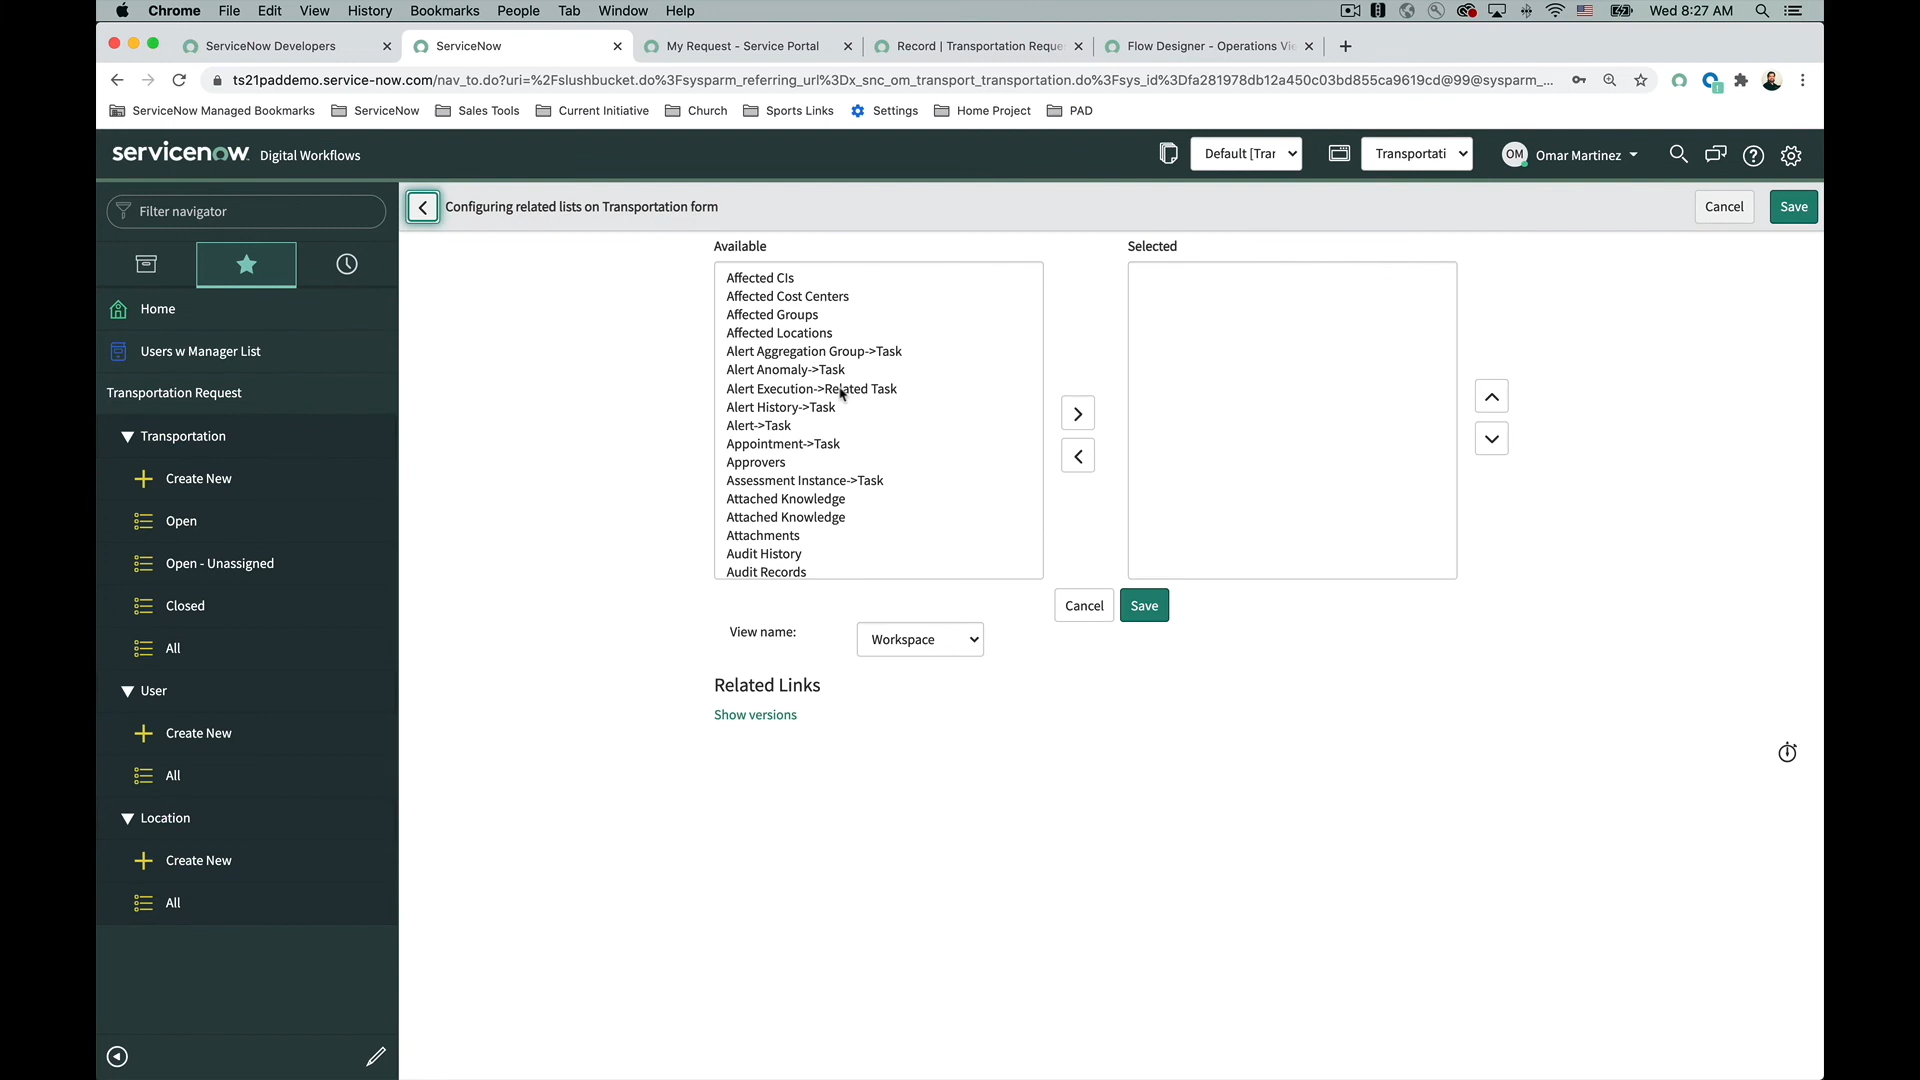 Chrome File Edit View History Bookmarks People Tab Window Help Wed 8:27 AM
ServiceNow Developers ServiceNow My Request - Service Portal Record | Transportation Reque Flow Designer - Operations Vie
ts21paddemo.service-now.com/nav_to.do?uri=%2Fslushbucket.do%3Fsysparm_referring_url%3Dx_snc_om_transport_transportation.do%3Fsys_id%3Dfa281978db12a450c03bd855ca9619cd@99@sysparm_...
ServiceNow Managed Bookmarks ServiceNow Sales Tools Current Initiative Church Sports Links Settings Home Project PAD
servicenow Digital Workflows Default [Trar Transportati OM Omar Martinez
Filter navigator
Configuring related lists on Transportation form Cancel Save
Home
Users w Manager List
Transportation Request
Transportation
Create New
Open
Open - Unassigned
Closed
All
User
Create New
All
Location
Create New
All
Available
Affected CIs
Affected Cost Centers
Affected Groups
Affected Locations
Alert Aggregation Group->Task
Alert Anomaly->Task
Alert Execution->Related Task
Alert History->Task
Alert->Task
Appointment->Task
Approvers
Assessment Instance->Task
Attached Knowledge
Attached Knowledge
Attachments
Audit History
Audit Records
Selected
Cancel Save
View name: Workspace
Related Links
Show versions